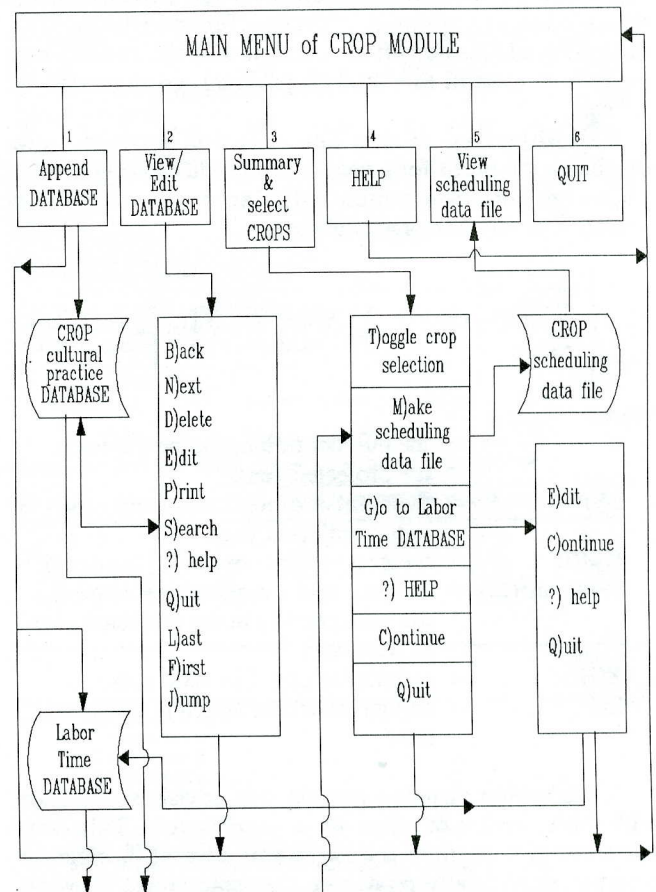 MAIN MENU of CROP MODULE
1
2
3
4
5
6
Append
DATABASE
View/
Edit
DATABASE
Summary
&
select
CROPS
HELP
View
scheduling
data file
QUIT
CROP
cultural
practice
DATABASE
B)ack
N)ext
D)elete
E)dit
P)rint
S)earch
?) help
Q)uit
L)ast
F)irst
J)ump
T)oggle crop
selection
M)ake
scheduling
data file
G)o to Labor
Time DATABASE
?) HELP
C)ontinue
Q)uit
CROP
scheduling
data file
E)dit
C)ontinue
?) help
Q)uit
Labor
Time
DATABASE